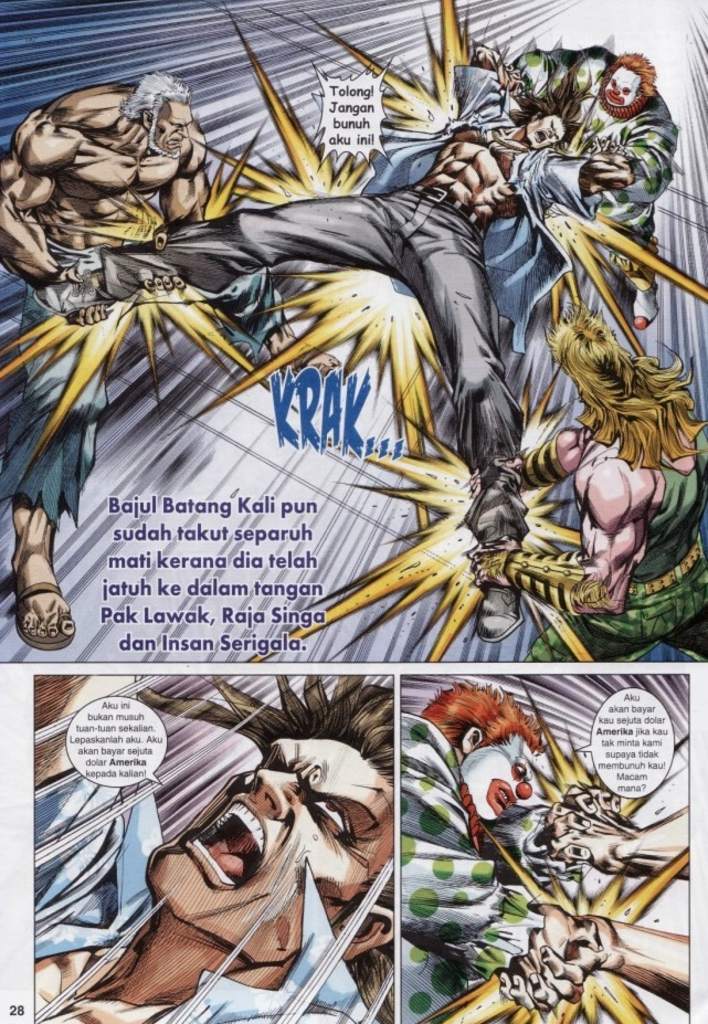 Tolong!
Jangan
bunuh
aku ini!
KRAK...
Bajul Batang Kali pun
sudah takut separuh
mati kerana dia telah
jatuh ke dalam tangan
Pak Lawak, Raja Singa
dan Insan Serigala.
Aku ini
bukan musuh
tuan-tuan sekalian.
Lepaskanlah aku. Aku
akan bayar sejuta
dolar Amerika
kepada kalian!
Aku
akan bayar
kau sejuta dolar
Amerika jika kau
tak minta kami
supaya tidak
membunuh kau!
Macam
mana?
28